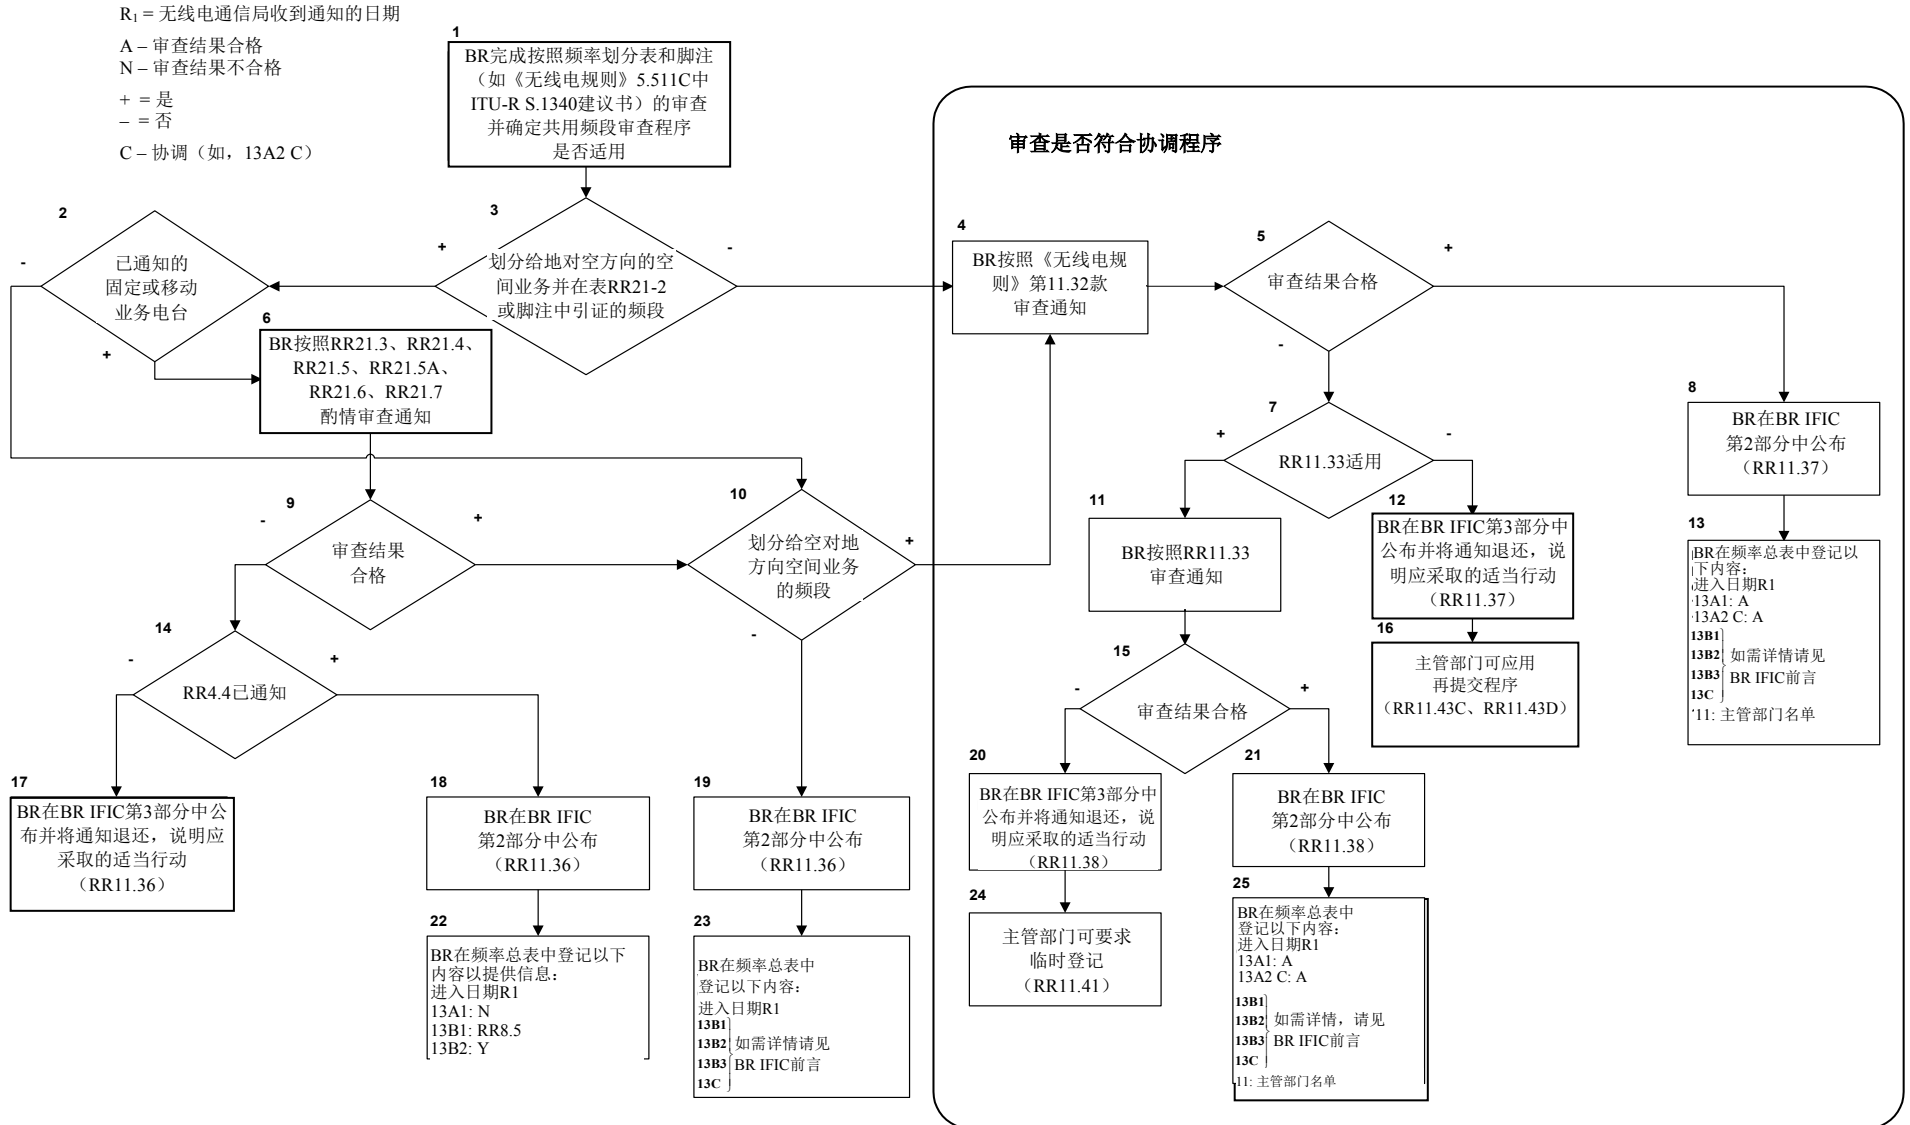 R₁ = 无线电通信局收到通知的日期
A – 审查结果合格
N – 审查结果不合格
+ = 是
– = 否
C – 协调（如，13A2 C）
1
BR完成按照频率划分表和脚注
（如《无线电规则》5.511C中
ITU-R S.1340建议书）的审查
并确定共用频段审查程序
是否适用
审查是否符合协调程序
2
-
已通知的
固定或移动
业务电台
+
3
+
-
划分给地对空方向的空
间业务并在表RR21-2
或脚注中引证的频段
4
BR按照《无线电规
则》第11.32款
审查通知
5
+
审查结果合格
-
6
BR按照RR21.3、RR21.4、
RR21.5、RR21.5A、
RR21.6、RR21.7
酌情审查通知
7
+
-
RR11.33适用
8
BR在BR IFIC
第2部分中公布
（RR11.37）
9
-
+
审查结果
合格
10
+
划分给空对地
方向空间业务
的频段
-
11
BR按照RR11.33
审查通知
12
BR在BR IFIC第3部分中
公布并将通知退还，说
明应采取的适当行动
（RR11.37）
13
BR在频率总表中登记以
下内容：
进入日期R1
13A1: A
13A2 C: A
13B1
13B2 如需详情请见
13B3 BR IFIC前言
13C
11: 主管部门名单
14
-
+
RR4.4已通知
15
-
+
审查结果合格
16
主管部门可应用
再提交程序
（RR11.43C、RR11.43D）
17
BR在BR IFIC第3部分中公
布并将通知退还，说明应
采取的适当行动
（RR11.36）
18
BR在BR IFIC
第2部分中公布
（RR11.36）
19
BR在BR IFIC
第2部分中公布
（RR11.36）
20
BR在BR IFIC第3部分中
公布并将通知退还，说
明应采取的适当行动
（RR11.38）
21
BR在BR IFIC
第2部分中公布
（RR11.38）
22
BR在频率总表中登记以下
内容以提供信息：
进入日期R1
13A1: N
13B1: RR8.5
13B2: Y
23
BR在频率总表中
登记以下内容：
进入日期R1
13B1
13B2 如需详情请见
13B3 BR IFIC前言
13C
24
主管部门可要求
临时登记
（RR11.41）
25
BR在频率总表中
登记以下内容：
进入日期R1
13A1: A
13A2 C: A
13B1
13B2 如需详情，请见
13B3 BR IFIC前言
13C
11: 主管部门名单